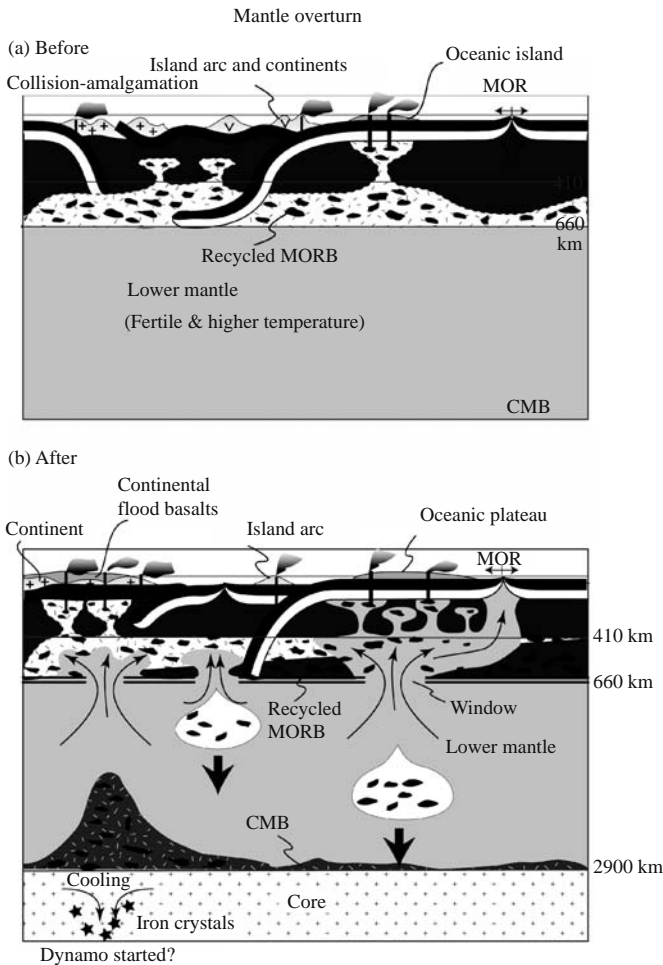 Mantle overturn
(a) Before
Island arc and continents
Oceanic island
Collision-amalgamation
MOR
410
660
km
Recycled MORB
Lower mantle
(Fertile & higher temperature)
CMB
(b) After
Continental
flood basalts
Continent
Island arc
Oceanic plateau
MOR
410 km
660 km
Recycled
MORB
Window
Lower mantle
CMB
2900 km
Cooling
Core
Iron crystals
Dynamo started?